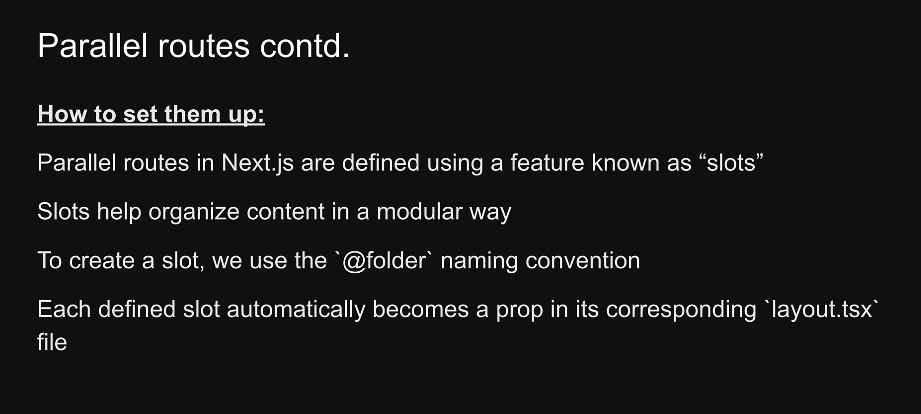 Parallel routes contd.
How to set them up:
Parallel routes in Next.js are defined using a feature known as “slots”
Slots help organize content in a modular way
To create a slot, we use the `@folder` naming convention
Each defined slot automatically becomes a prop in its corresponding `layout.tsx`
file